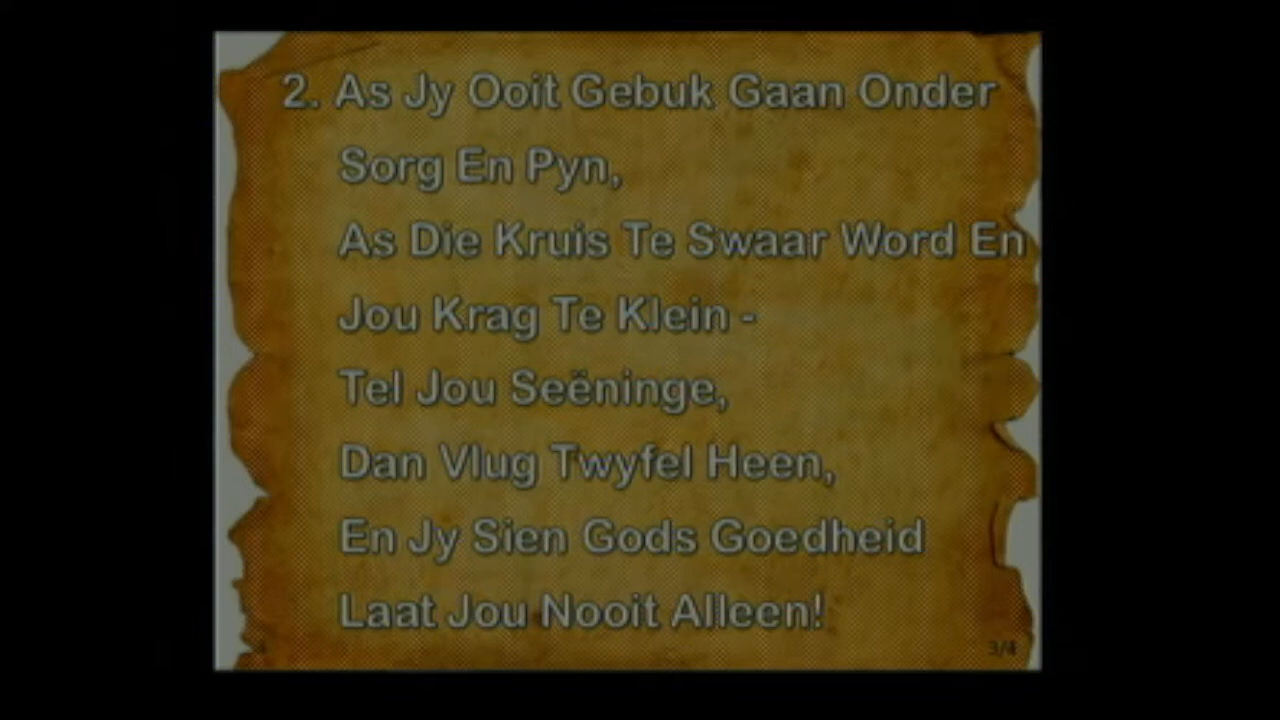 2. As Jy Ooit Gebuk Gaan Onder
Sorg En Pyn,
As Die Kruis Te Swaar Word En
Jou Krag Te Klein -
Tel Jou Seëninge,
Dan Vlug Twyfel Heen,
En Jy Sien Gods Goedheid
Laat Jou Nooit Alleen!
3/4